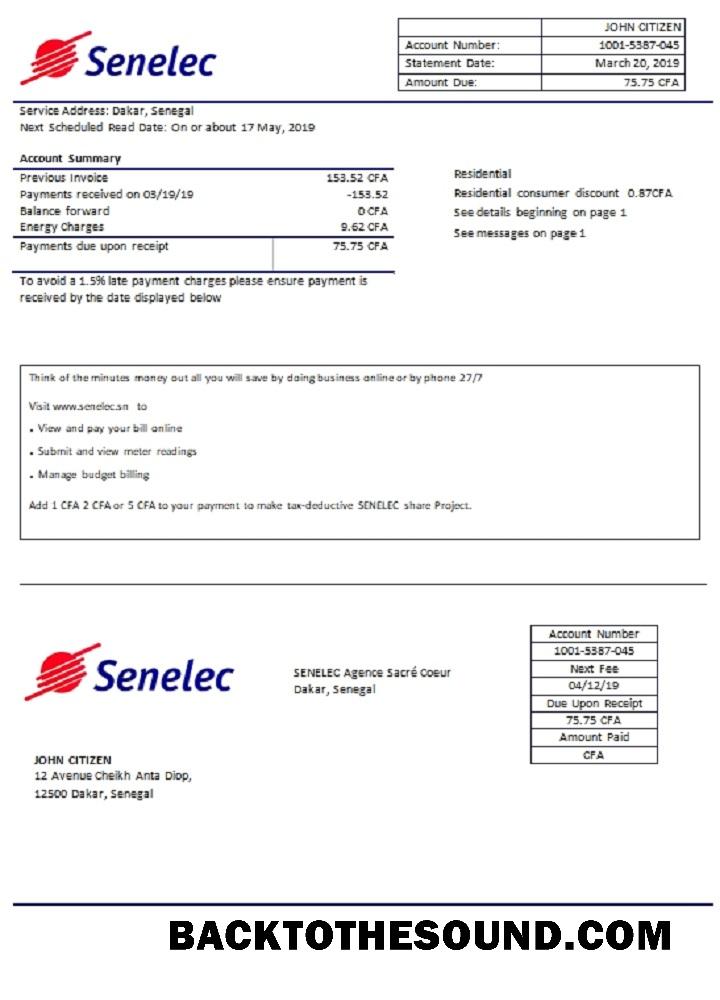 Senelec
JOHN CITIZEN
Account Number: 1001-5387-045
Statement Date: March 20, 2019
Amount Due: 75.75 CFA
Service Address: Dakar, Senegal
Next Scheduled Read Date: On or about 17 May, 2019
Account Summary
Previous Invoice 153.52 CFA
Payments received on 03/19/19 -153.52
Balance forward 0 CFA
Energy Charges 9.62 CFA
Payments due upon receipt 75.75 CFA
To avoid a 1.5% late payment charges please ensure payment is
received by the date displayed below
Residential
Residential consumer discount 0.87CFA
See details beginning on page 1
See messages on page 1
Think of the minutes money out all you will save by doing business online or by phone 27/7
Visit www.senelec.sn to
• View and pay your bill online
• Submit and view meter readings
• Manage budget billing
Add 1 CFA 2 CFA or 5 CFA to your payment to make tax-deductive SENELEC share Project.
Senelec
SENELEC Agence Sacré Coeur
Dakar, Senegal
Account Number
1001-5387-045
Next Fee
04/12/19
Due Upon Receipt
75.75 CFA
Amount Paid
CFA
JOHN CITIZEN
12 Avenue Cheikh Anta Diop,
12500 Dakar, Senegal
BACKTOTHESOUND.COM